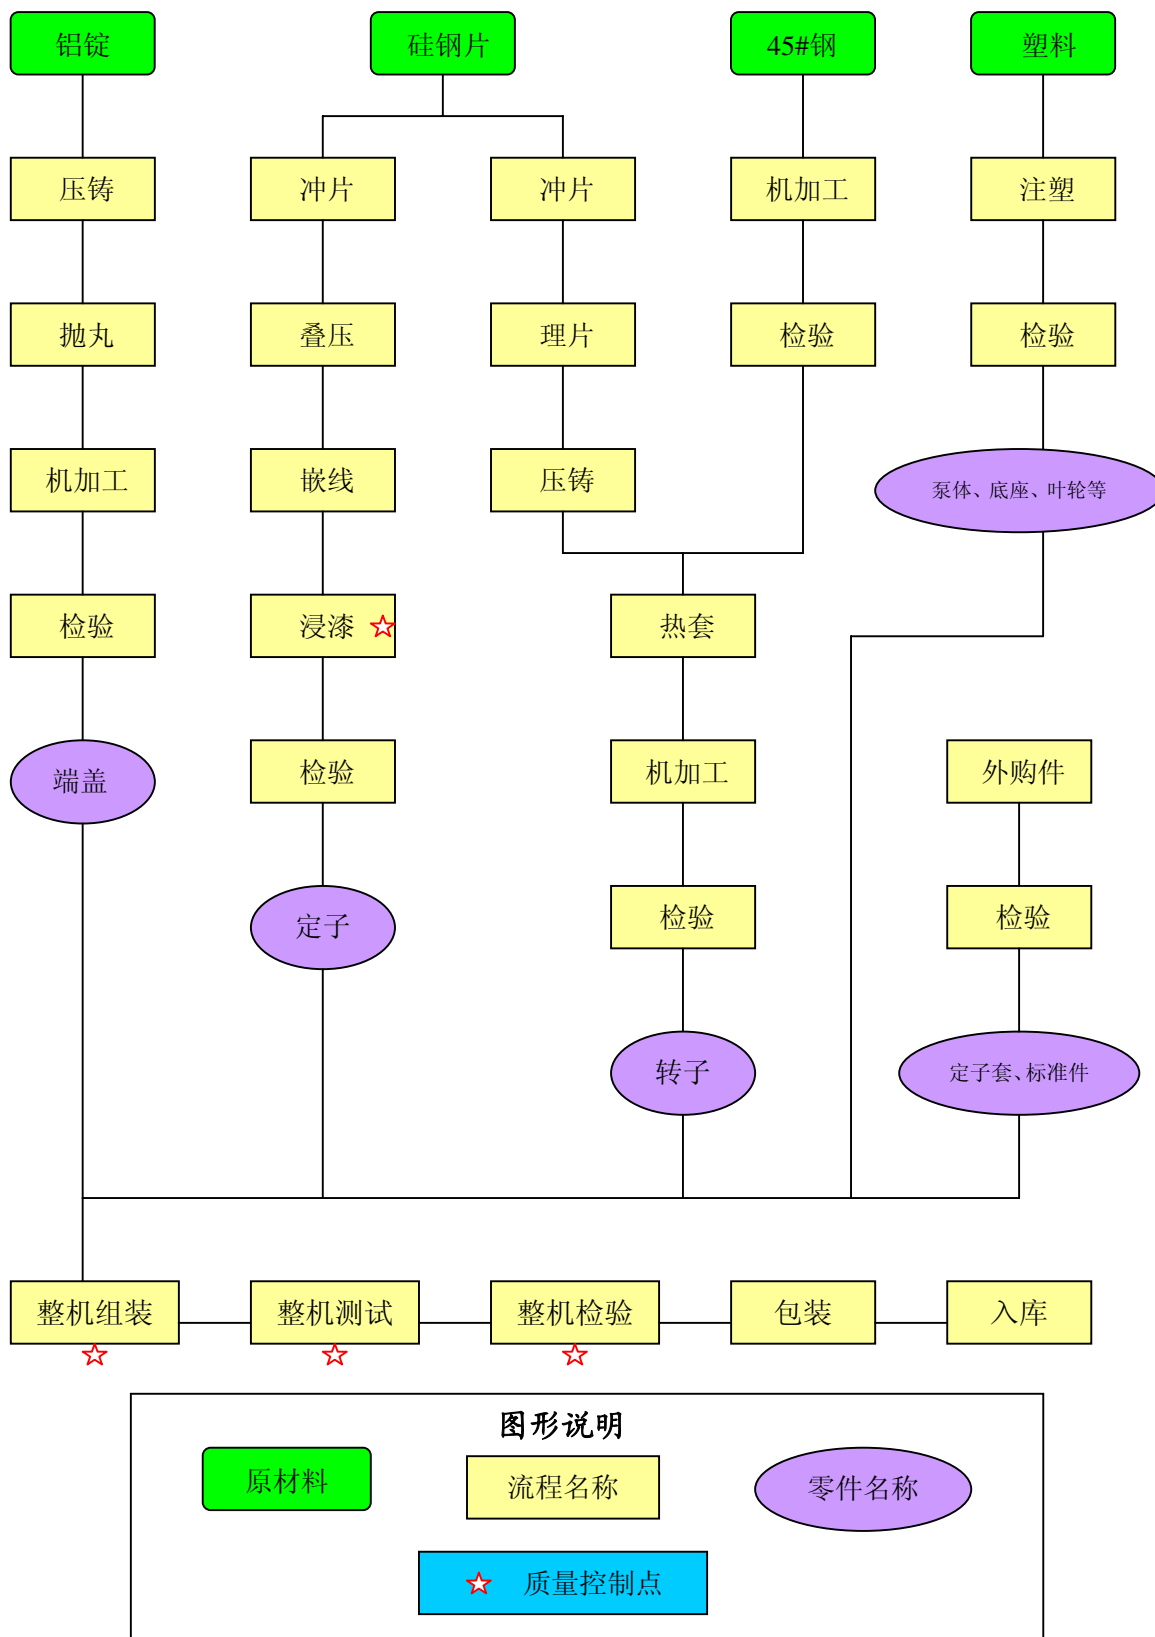 铝锭 硅钢片 45#钢 塑料
压铸 冲片 冲片 机加工 注塑
抛丸 叠压 理片 检验 检验
机加工 嵌线 压铸 泵体、底座、叶轮等
检验 浸漆 热套
端盖 检验 机加工 外购件
定子 检验 检验
转子 定子套、标准件
整机组装 整机测试 整机检验 包装 入库
图形说明
原材料 流程名称 零件名称
质量控制点